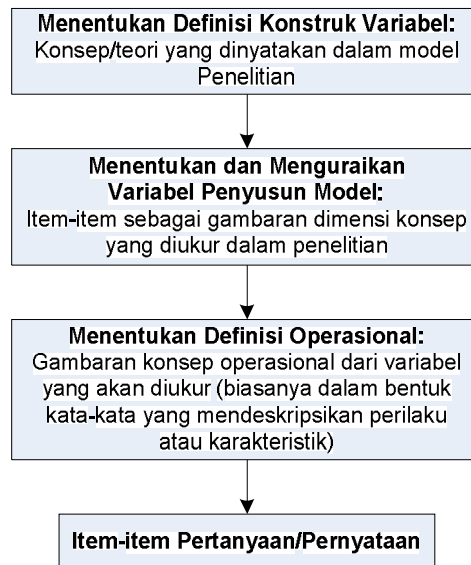 Menentukan Definisi Konstruk Variabel:
Konsep/teori yang dinyatakan dalam model
Penelitian
Menentukan dan Menguraikan
Variabel Penyusun Model:
Item-item sebagai gambaran dimensi konsep
yang diukur dalam penelitian
Menentukan Definisi Operasional:
Gambaran konsep operasional dari variabel
yang akan diukur (biasanya dalam bentuk
kata-kata yang mendeskripsikan perilaku
atau karakteristik)
Item-item Pertanyaan/Pernyataan